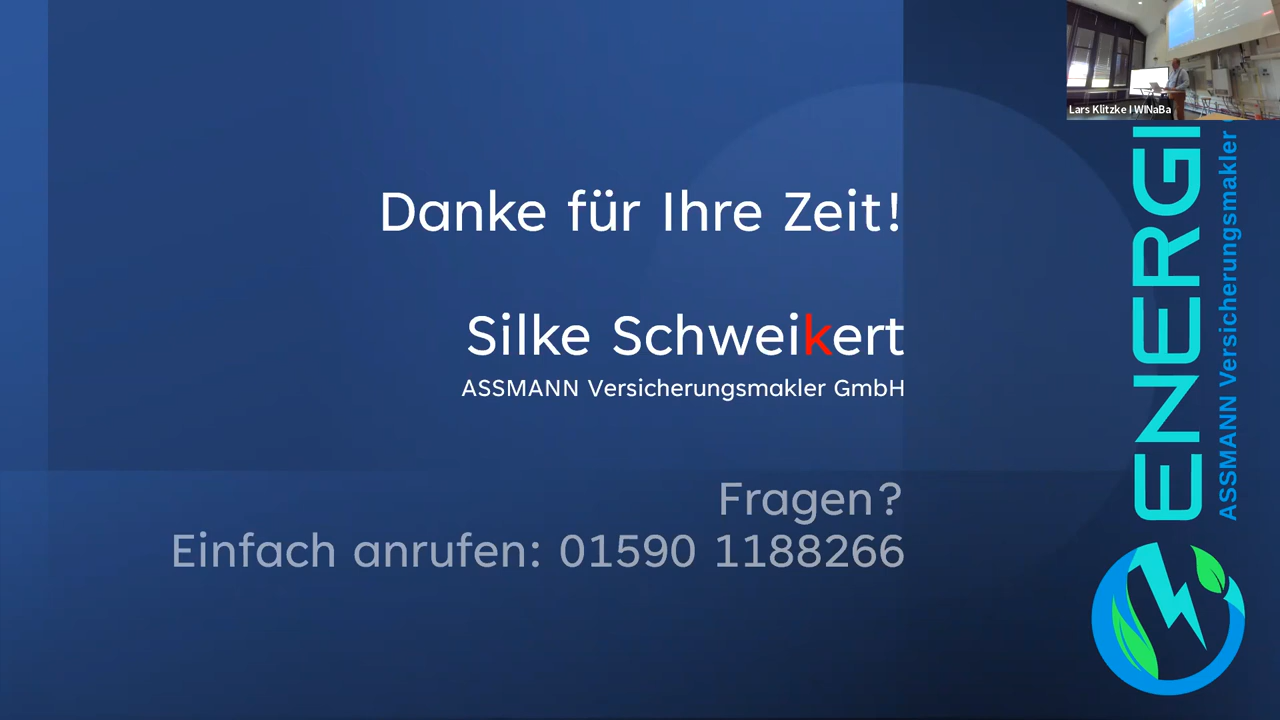 Danke für Ihre Zeit!
Silke Schweikert
ASSMANN Versicherungsmakler GmbH
Fragen?
Einfach anrufen: 01590 1188266
Lars Klitzke I WINaBa
ENERGI
ASSMANN Versicherungsmakler